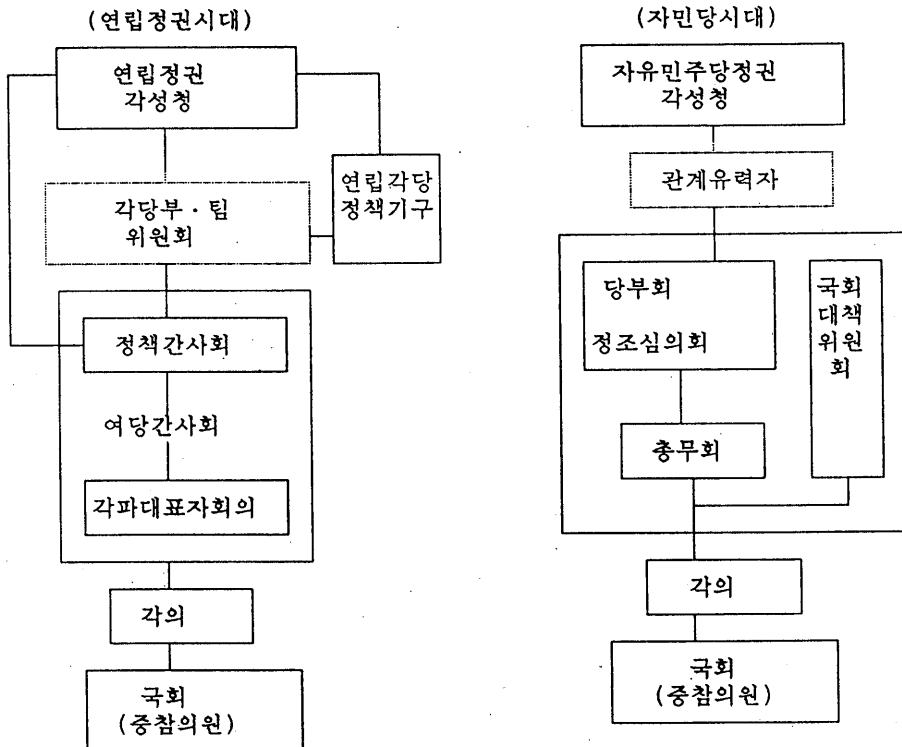 (연립정권시대)
연립정권
각성청
연립각당
정책기구
각당부·팀
위원회
정책간사회
여당간사회
각파대표자회의
각의
국회
(중참의원)
(자민당시대)
자유민주당정권
각성청
관계유력자
당부회
정조심의회
국회
대책
위원
회
총무회
각의
국회
(중참의원)